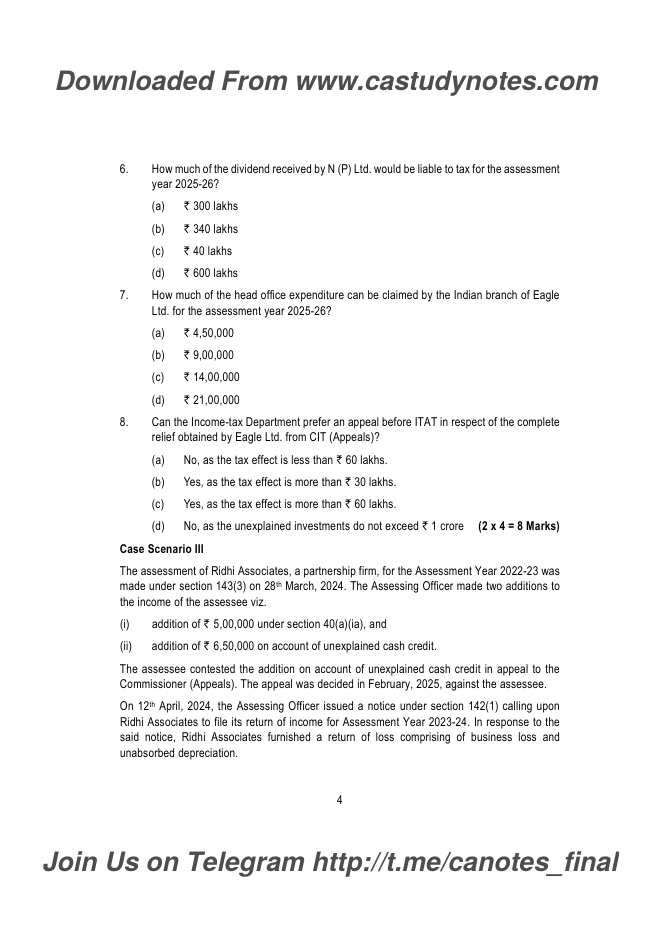 Downloaded From www.castudynotes.com
6. How much of the dividend received by N (P) Ltd. would be liable to tax for the assessment
year 2025-26?
(a) ₹ 300 lakhs
(b) ₹ 340 lakhs
(c) ₹ 40 lakhs
(d) ₹ 600 lakhs
7. How much of the head office expenditure can be claimed by the Indian branch of Eagle
Ltd. for the assessment year 2025-26?
(a) ₹ 4,50,000
(b) ₹ 9,00,000
(c) ₹ 14,00,000
(d) ₹ 21,00,000
8. Can the Income-tax Department prefer an appeal before ITAT in respect of the complete
relief obtained by Eagle Ltd. from CIT (Appeals)?
(a) No, as the tax effect is less than ₹ 60 lakhs.
(b) Yes, as the tax effect is more than ₹ 30 lakhs.
(c) Yes, as the tax effect is more than ₹ 60 lakhs.
(d) No, as the unexplained investments do not exceed ₹ 1 crore (2 x 4 = 8 Marks)
Case Scenario III
The assessment of Ridhi Associates, a partnership firm, for the Assessment Year 2022-23 was
made under section 143(3) on 28th March, 2024. The Assessing Officer made two additions to
the income of the assessee viz.
(i) addition of ₹ 5,00,000 under section 40(a)(ia), and
(ii) addition of ₹ 6,50,000 on account of unexplained cash credit.
The assessee contested the addition on account of unexplained cash credit in appeal to the
Commissioner (Appeals). The appeal was decided in February, 2025, against the assessee.
On 12th April, 2024, the Assessing Officer issued a notice under section 142(1) calling upon
Ridhi Associates to file its return of income for Assessment Year 2023-24. In response to the
said notice, Ridhi Associates furnished a return of loss comprising of business loss and
unabsorbed depreciation.
4
Join Us on Telegram http://t.me/canotes_final